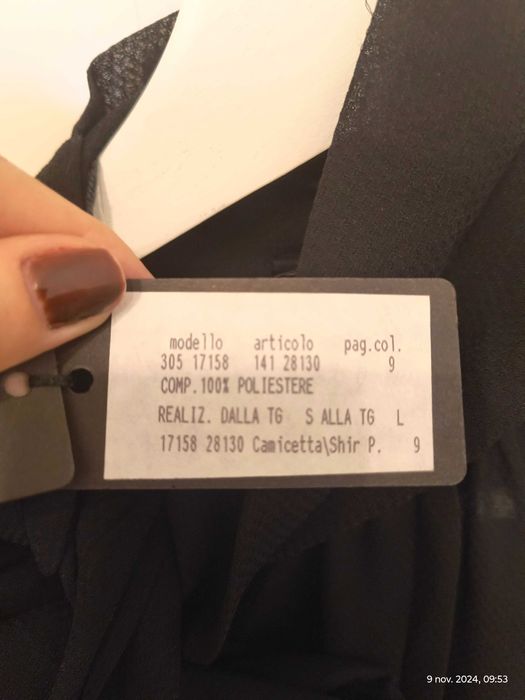 modello articolo pag.col.
305 17158 141 28130 9
COMP.100% POLIESTERE
REALIZ. DALLA TG S ALLA TG L
17158 28130 Camicetta\Shir P. 9
9 nov. 2024, 09:53